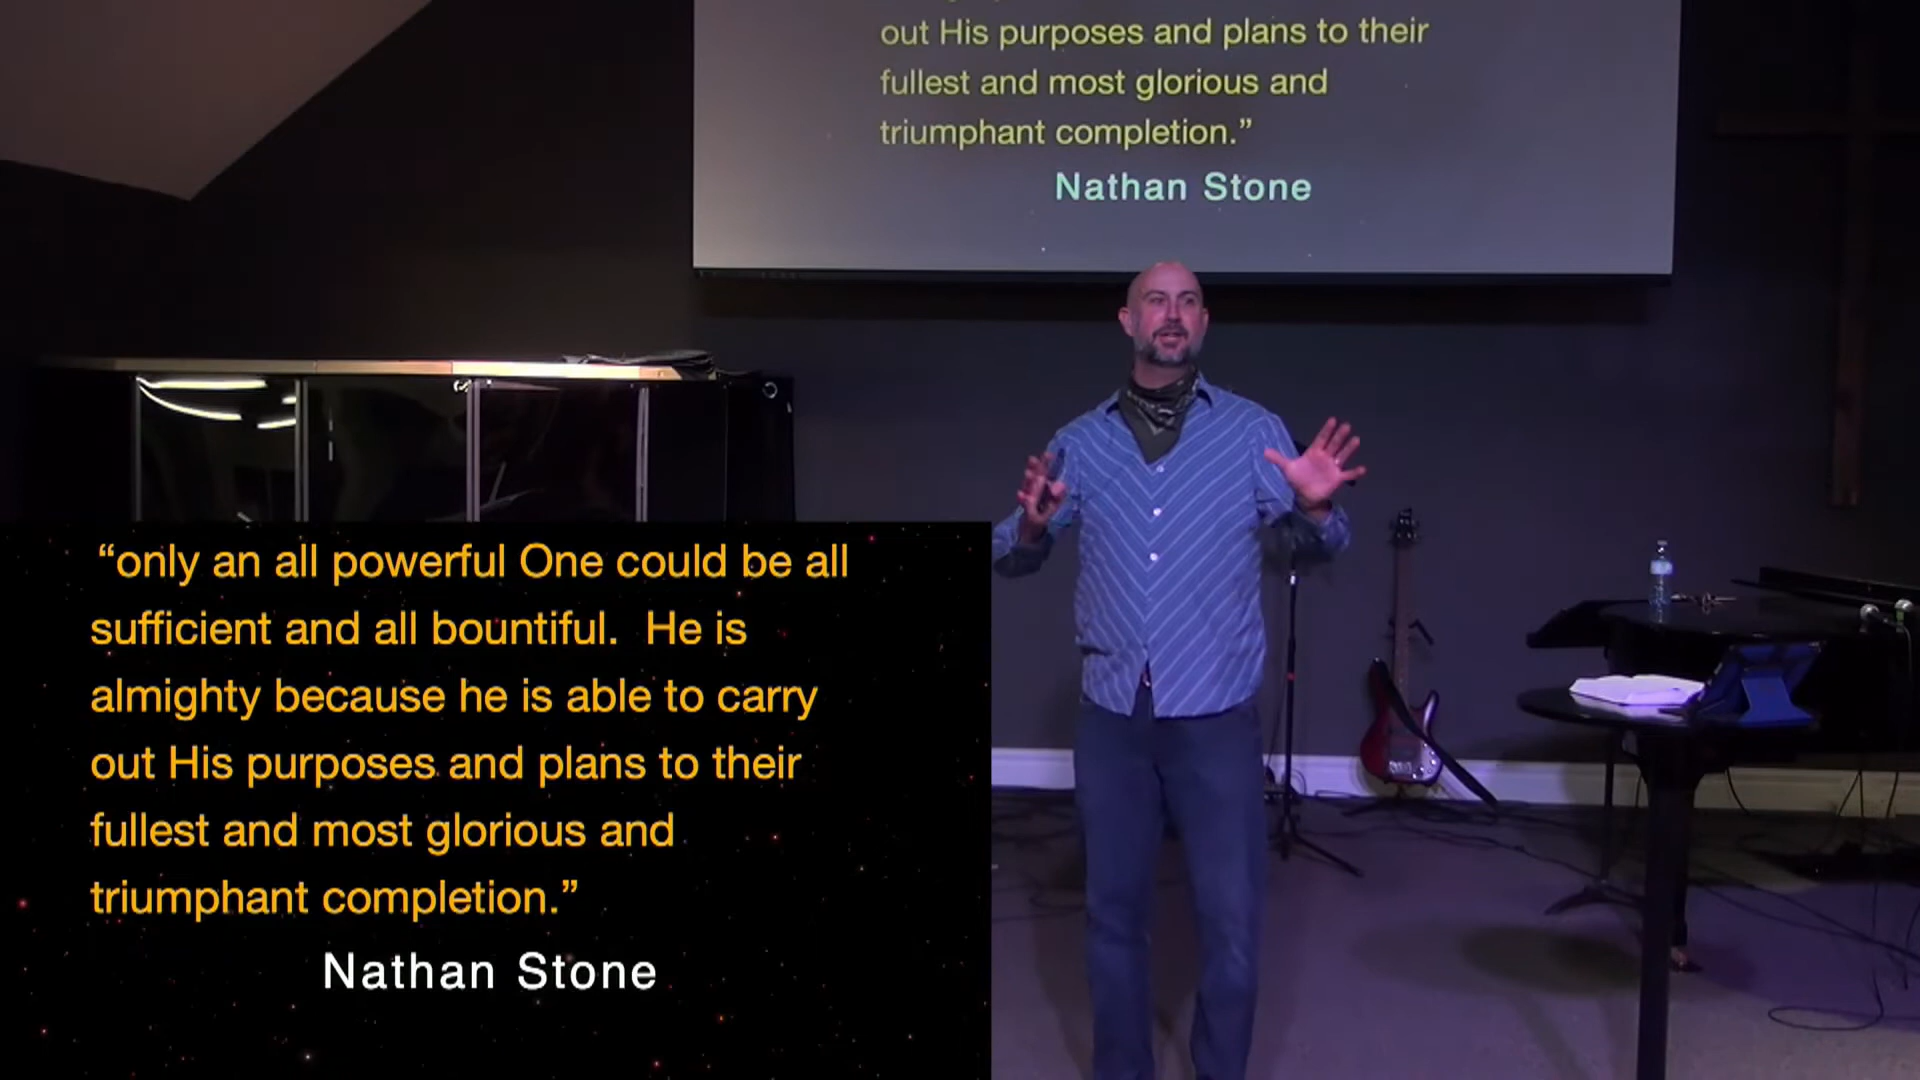 out His purposes and plans to their
fullest and most glorious and
triumphant completion.”
Nathan Stone
“only an all powerful One could be all
sufficient and all bountiful.  He is
almighty because he is able to carry
out His purposes and plans to their
fullest and most glorious and
triumphant completion.”
Nathan Stone